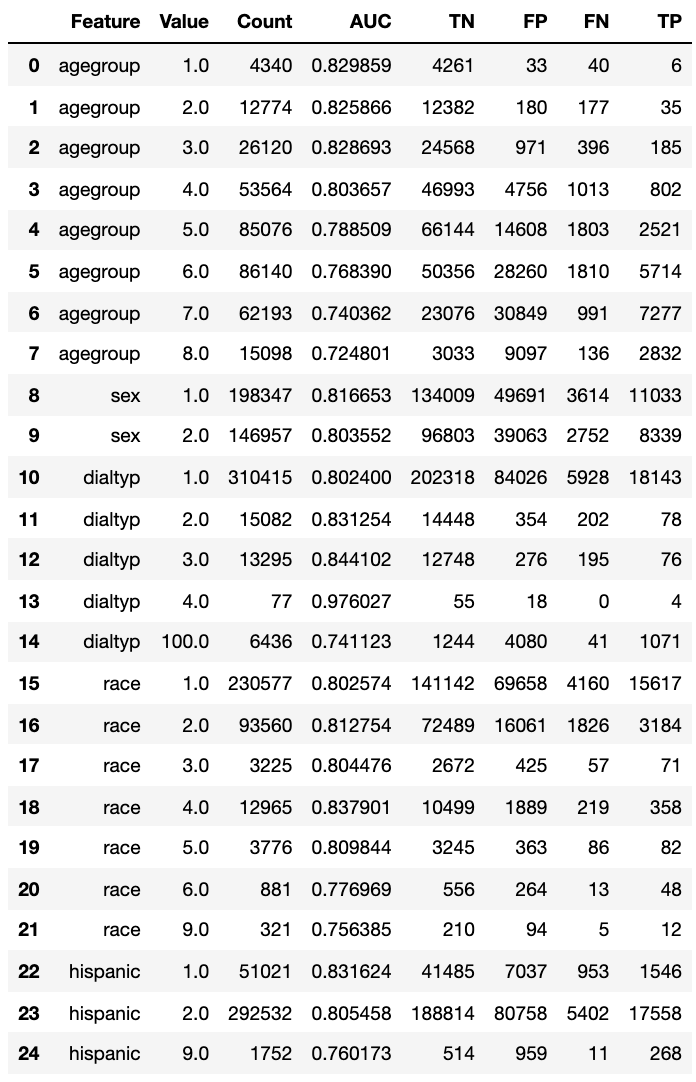 Feature Value Count AUC TN FP FN TP
0 agegroup 1.0 4340 0.829859 4261 33 40 6
1 agegroup 2.0 12774 0.825866 12382 180 177 35
2 agegroup 3.0 26120 0.828693 24568 971 396 185
3 agegroup 4.0 53564 0.803657 46993 4756 1013 802
4 agegroup 5.0 85076 0.788509 66144 14608 1803 2521
5 agegroup 6.0 86140 0.768390 50356 28260 1810 5714
6 agegroup 7.0 62193 0.740362 23076 30849 991 7277
7 agegroup 8.0 15098 0.724801 3033 9097 136 2832
8 sex 1.0 198347 0.816653 134009 49691 3614 11033
9 sex 2.0 146957 0.803552 96803 39063 2752 8339
10 dialtyp 1.0 310415 0.802400 202318 84026 5928 18143
11 dialtyp 2.0 15082 0.831254 14448 354 202 78
12 dialtyp 3.0 13295 0.844102 12748 276 195 76
13 dialtyp 4.0 77 0.976027 55 18 0 4
14 dialtyp 100.0 6436 0.741123 1244 4080 41 1071
15 race 1.0 230577 0.802574 141142 69658 4160 15617
16 race 2.0 93560 0.812754 72489 16061 1826 3184
17 race 3.0 3225 0.804476 2672 425 57 71
18 race 4.0 12965 0.837901 10499 1889 219 358
19 race 5.0 3776 0.809844 3245 363 86 82
20 race 6.0 881 0.776969 556 264 13 48
21 race 9.0 321 0.756385 210 94 5 12
22 hispanic 1.0 51021 0.831624 41485 7037 953 1546
23 hispanic 2.0 292532 0.805458 188814 80758 5402 17558
24 hispanic 9.0 1752 0.760173 514 959 11 268